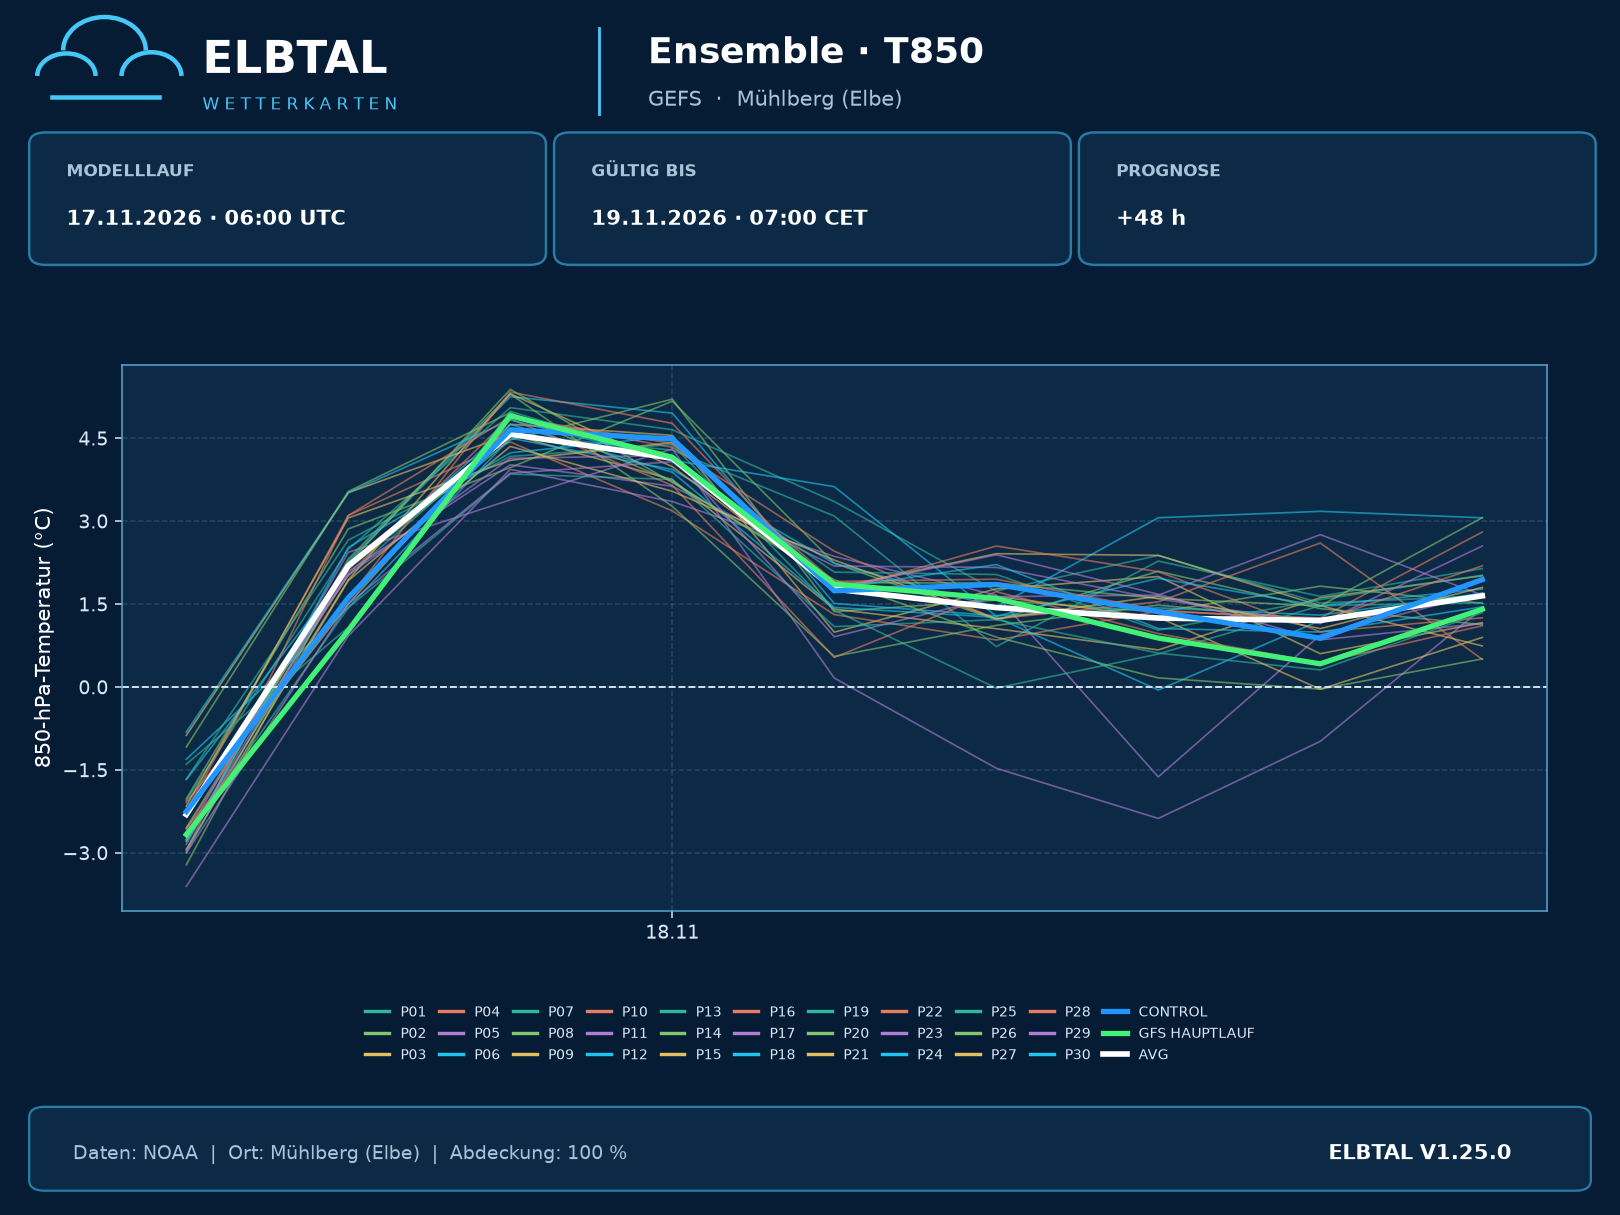 ELBTAL
WETTERKARTEN
Ensemble · T850
GEFS · Mühlberg (Elbe)
MODELLLAUF
17.11.2026 · 06:00 UTC
GÜLTIG BIS
19.11.2026 · 07:00 CET
PROGNOSE
+48 h
850-hPa-Temperatur (°C)
4.5
3.0
1.5
0.0
−1.5
−3.0
18.11
P01 P04 P07 P10 P13 P16 P19 P22 P25 P28 CONTROL
P02 P05 P08 P11 P14 P17 P20 P23 P26 P29 GFS HAUPTLAUF
P03 P06 P09 P12 P15 P18 P21 P24 P27 P30 AVG
Daten: NOAA | Ort: Mühlberg (Elbe) | Abdeckung: 100 %
ELBTAL V1.25.0